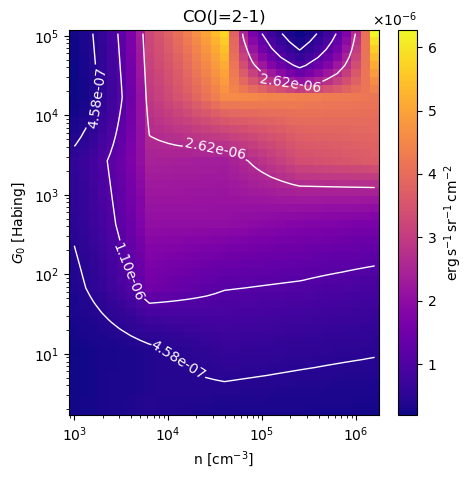 CO(J=2-1)
×10⁻⁶
10⁵
10⁴
10³
10²
10¹
G₀ [Habing]
10³
10⁴
10⁵
10⁶
n [cm⁻³]
4.58e-07
2.62e-06
2.62e-06
1.10e-06
4.58e-07
6
5
4
3
2
1
erg s⁻¹ sr⁻¹ cm⁻²